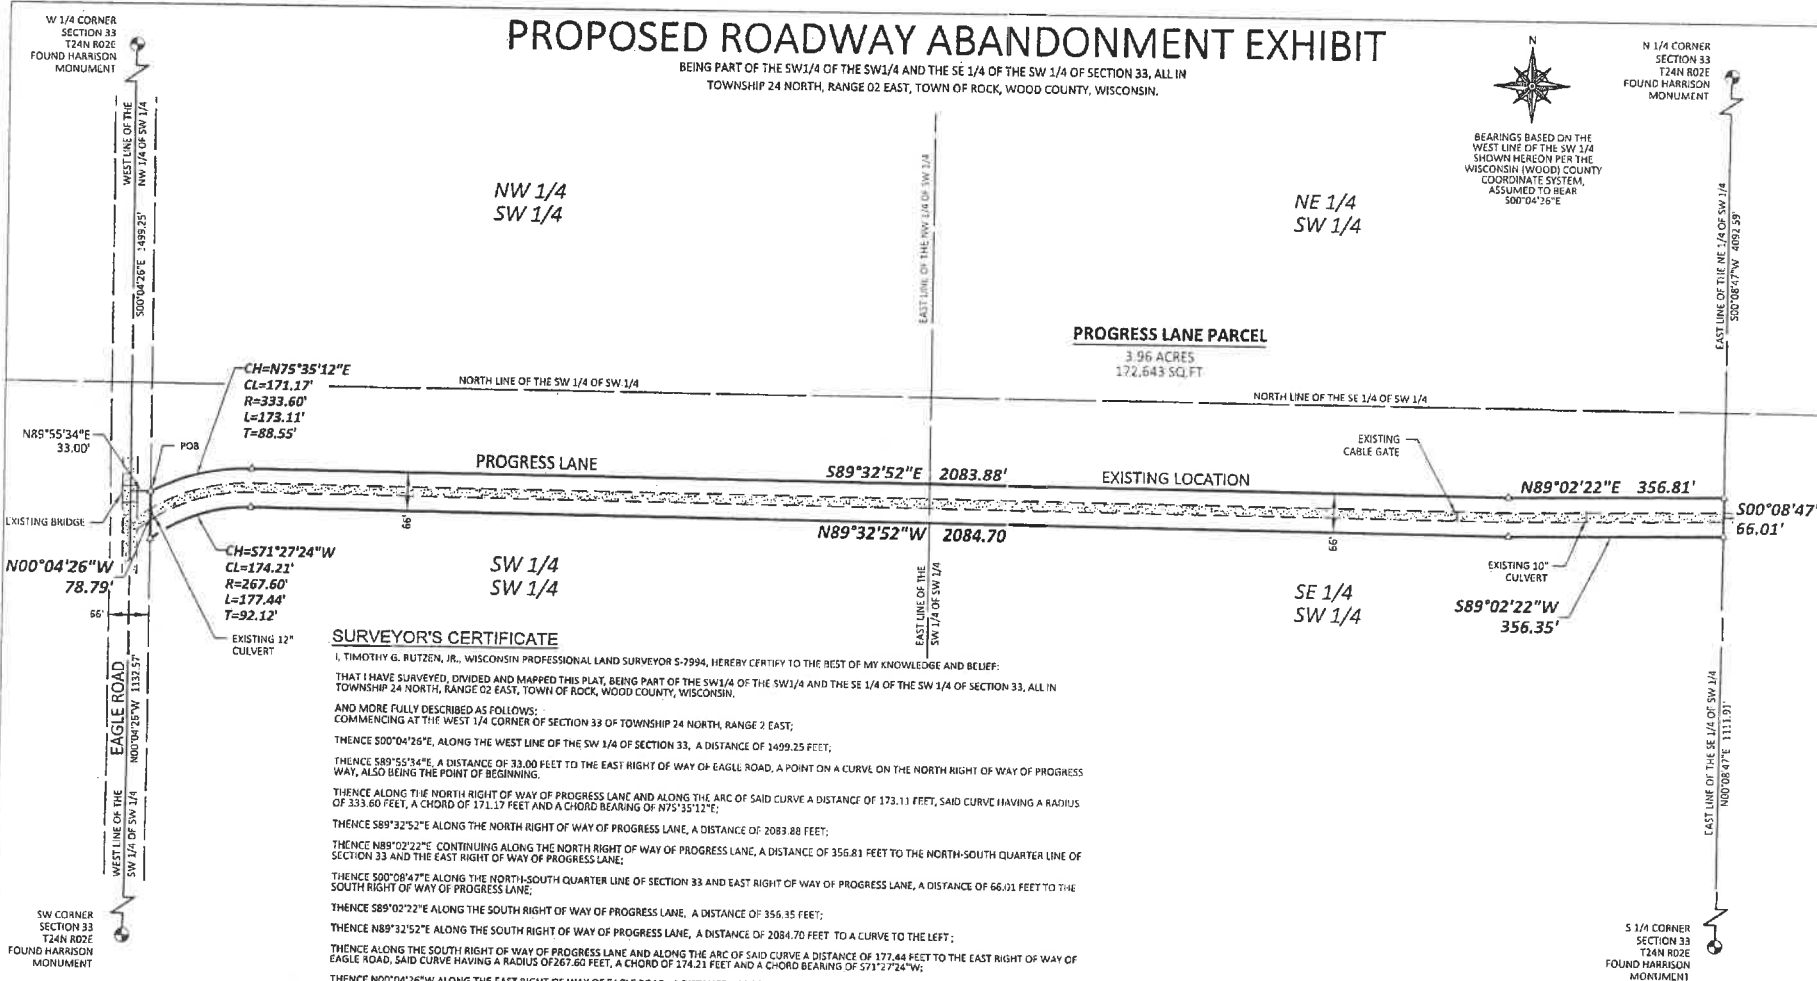 PROPOSED ROADWAY ABANDONMENT EXHIBIT
BEING PART OF THE SW1/4 OF THE SW1/4 AND THE SE 1/4 OF THE SW 1/4 OF SECTION 33, ALL IN
TOWNSHIP 24 NORTH, RANGE 02 EAST, TOWN OF ROCK, WOOD COUNTY, WISCONSIN.
W 1/4 CORNER
SECTION 33
T24N R02E
FOUND HARRISON
MONUMENT
N
N 1/4 CORNER
SECTION 33
T24N R02E
FOUND HARRISON
MONUMENT
BEARINGS BASED ON THE
WEST LINE OF THE SW 1/4
SHOWN HEREON PER THE
WISCONSIN (WOOD) COUNTY
COORDINATE SYSTEM,
ASSUMED TO BEAR
S00°04'26"E
WEST LINE OF THE
NW 1/4 OF SW 1/4
S00°04'26"E 1499.25'
NW 1/4
SW 1/4
EAST LINE OF THE NW 1/4 OF SW 1/4
NE 1/4
SW 1/4
EAST LINE OF THE NE 1/4 OF SW 1/4
S00°08'47"W 4092.59'
PROGRESS LANE PARCEL
3.96 ACRES
172,643 SQ.FT
CH=N75°35'12"E
CL=171.17'
R=333.60'
L=173.11'
T=88.55'
NORTH LINE OF THE SW 1/4 OF SW 1/4
NORTH LINE OF THE SE 1/4 OF SW 1/4
N89°55'34"E
33.00'
POB
PROGRESS LANE
S89°32'52"E 2083.88'
EXISTING LOCATION
EXISTING
CABLE GATE
N89°02'22"E 356.81'
S00°08'47"
66.01'
EXISTING BRIDGE
66'
N89°32'52"W 2084.70
66'
N00°04'26"W
78.79'
CH=S71°27'24"W
CL=174.21'
R=267.60'
L=177.44'
T=92.12'
EXISTING 12"
CULVERT
SW 1/4
SW 1/4
EAST LINE OF THE
SW 1/4 OF SW 1/4
SE 1/4
SW 1/4
EXISTING 10"
CULVERT
S89°02'22"W
356.35'
66'
EAGLE ROAD
N00°04'26"W 1132.57'
WEST LINE OF THE
SW 1/4 OF SW 1/4
EAST LINE OF THE SE 1/4 OF SW 1/4
N00°08'47"E 1111.91'
SURVEYOR'S CERTIFICATE
I, TIMOTHY G. RUTZEN, JR., WISCONSIN PROFESSIONAL LAND SURVEYOR S-2994, HEREBY CERTIFY TO THE BEST OF MY KNOWLEDGE AND BELIEF:
THAT I HAVE SURVEYED, DIVIDED AND MAPPED THIS PLAT, BEING PART OF THE SW1/4 OF THE SW1/4 AND THE SE 1/4 OF THE SW 1/4 OF SECTION 33, ALL IN
TOWNSHIP 24 NORTH, RANGE 02 EAST, TOWN OF ROCK, WOOD COUNTY, WISCONSIN.
AND MORE FULLY DESCRIBED AS FOLLOWS:
COMMENCING AT THE WEST 1/4 CORNER OF SECTION 33 OF TOWNSHIP 24 NORTH, RANGE 2 EAST;
THENCE S00°04'26"E, ALONG THE WEST LINE OF THE SW 1/4 OF SECTION 33, A DISTANCE OF 1499.25 FEET;
THENCE S89°55'34"E, A DISTANCE OF 33.00 FEET TO THE EAST RIGHT OF WAY OF EAGLE ROAD, A POINT ON A CURVE ON THE NORTH RIGHT OF WAY OF PROGRESS
WAY, ALSO BEING THE POINT OF BEGINNING.
THENCE ALONG THE NORTH RIGHT OF WAY OF PROGRESS LANE AND ALONG THE ARC OF SAID CURVE A DISTANCE OF 173.11 FEET, SAID CURVE HAVING A RADIUS
OF 333.60 FEET, A CHORD OF 171.17 FEET AND A CHORD BEARING OF N75°35'12"E;
THENCE S89°32'52"E ALONG THE NORTH RIGHT OF WAY OF PROGRESS LANE, A DISTANCE OF 2083.88 FEET;
THENCE N89°02'22"E CONTINUING ALONG THE NORTH RIGHT OF WAY OF PROGRESS LANE, A DISTANCE OF 356.81 FEET TO THE NORTH-SOUTH QUARTER LINE OF
SECTION 33 AND THE EAST RIGHT OF WAY OF PROGRESS LANE;
THENCE S00°08'47"E ALONG THE NORTH-SOUTH QUARTER LINE OF SECTION 33 AND EAST RIGHT OF WAY OF PROGRESS LANE, A DISTANCE OF 66.01 FEET TO THE
SOUTH RIGHT OF WAY OF PROGRESS LANE;
THENCE S89°02'22"E ALONG THE SOUTH RIGHT OF WAY OF PROGRESS LANE, A DISTANCE OF 356.35 FEET;
THENCE N89°32'52"E ALONG THE SOUTH RIGHT OF WAY OF PROGRESS LANE, A DISTANCE OF 2084.70 FEET TO A CURVE TO THE LEFT;
THENCE ALONG THE SOUTH RIGHT OF WAY OF PROGRESS LANE AND ALONG THE ARC OF SAID CURVE A DISTANCE OF 177.44 FEET TO THE EAST RIGHT OF WAY OF
EAGLE ROAD, SAID CURVE HAVING A RADIUS OF267.60 FEET, A CHORD OF 174.21 FEET AND A CHORD BEARING OF S71°27'24"W;
THENCE N00°04'26"W ALONG THE EAST RIGHT OF WAY OF EAGLE ROAD
SW CORNER
SECTION 33
T24N R02E
FOUND HARRISON
MONUMENT
S 1/4 CORNER
SECTION 33
T24N R02E
FOUND HARRISON
MONUMENT